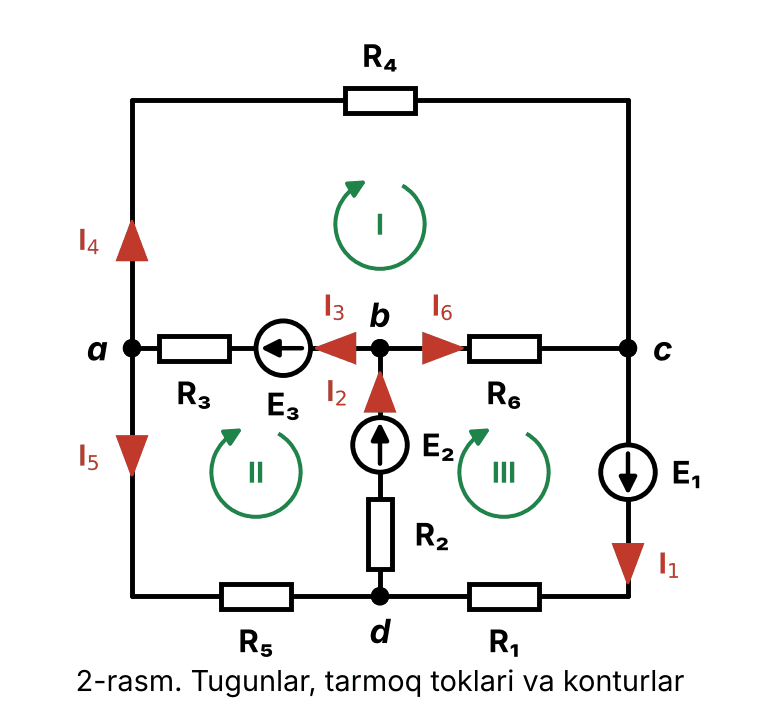 R₄
I
I₄
I₃
b
I₆
a
c
R₃
E₃
I₂
R₆
E₂
E₁
I₅
II
III
R₂
I₁
d
R₅
R₁
2-rasm. Tugunlar, tarmoq toklari va konturlar